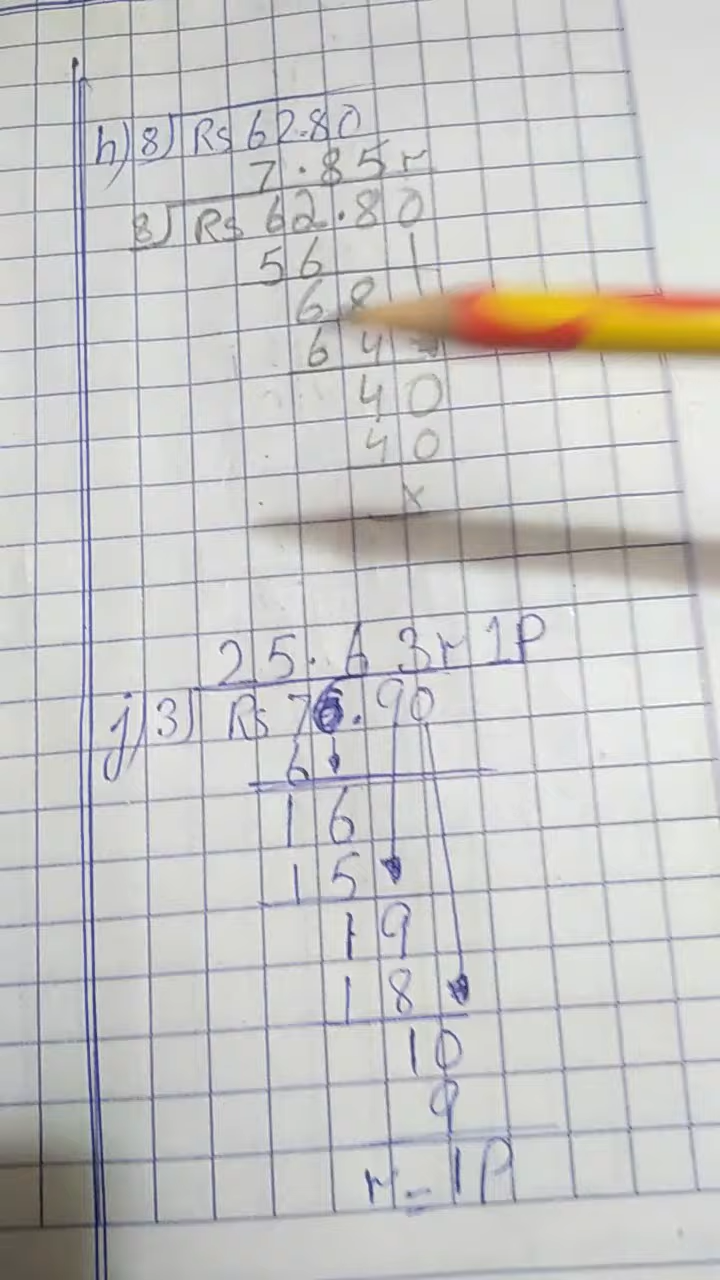 h) 8) Rs 62.80
7.85r
8) Rs 62.80
56
68
64
40
40
x
25.63r 1P
j) 3) Rs 76.90
6
16
15
19
18
10
9
r = 1P